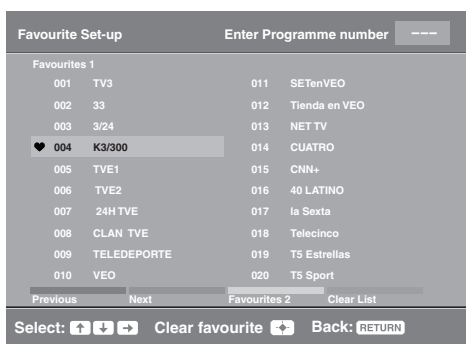 Favourite Set-up Enter Programme number ---
Favourites 1
001 TV3 011 SETenVEO
002 33 012 Tienda en VEO
003 3/24 013 NET TV
004 K3/300 014 CUATRO
005 TVE1 015 CNN+
006 TVE2 016 40 LATINO
007 24H TVE 017 la Sexta
008 CLAN TVE 018 Telecinco
009 TELEDEPORTE 019 T5 Estrellas
010 VEO 020 T5 Sport
Previous Next Favourites 2 Clear List
Select: Clear favourite Back: RETURN